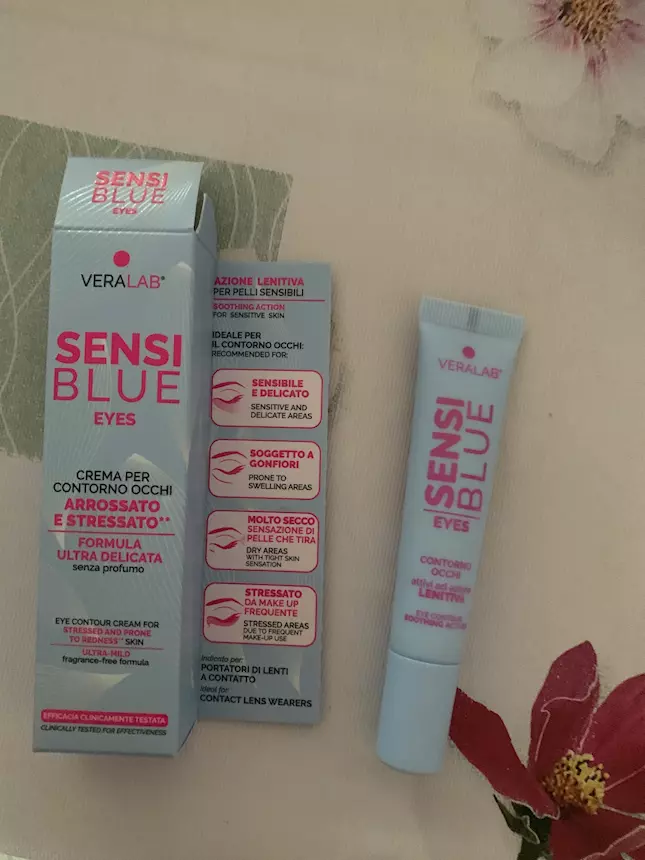 SENSI
BLUE
EYES
VERALAB®
SENSI
BLUE
EYES
CREMA PER
CONTORNO OCCHI
ARROSSATO
E STRESSATO**
FORMULA
ULTRA DELICATA
senza profumo
EYE CONTOUR CREAM FOR
STRESSED AND PRONE
TO REDNESS** SKIN
ULTRA-MILD
fragrance-free formula
EFFICACIA CLINICAMENTE TESTATA
CLINICALLY TESTED FOR EFFECTIVENESS
AZIONE LENITIVA
PER PELLI SENSIBILI
SOOTHING ACTION
FOR SENSITIVE SKIN
IDEALE PER
IL CONTORNO OCCHI:
RECOMMENDED FOR:
SENSIBILE
E DELICATO
SENSITIVE AND
DELICATE AREAS
SOGGETTO A
GONFIORI
PRONE TO
SWELLING AREAS
MOLTO SECCO
SENSAZIONE DI
PELLE CHE TIRA
DRY AREAS
WITH TIGHT SKIN
SENSATION
STRESSATO
DA MAKE UP
FREQUENTE
STRESSED AREAS
DUE TO FREQUENT
MAKE-UP USE
indicato per:
PORTATORI DI LENTI
A CONTATTO
ideal for
CONTACT LENS WEARERS
VERALAB®
SENSI
BLUE
EYES
CONTORNO
OCCHI
attivi ad azione
LENITIVA
EYE CONTOUR
SOOTHING ACTIVES